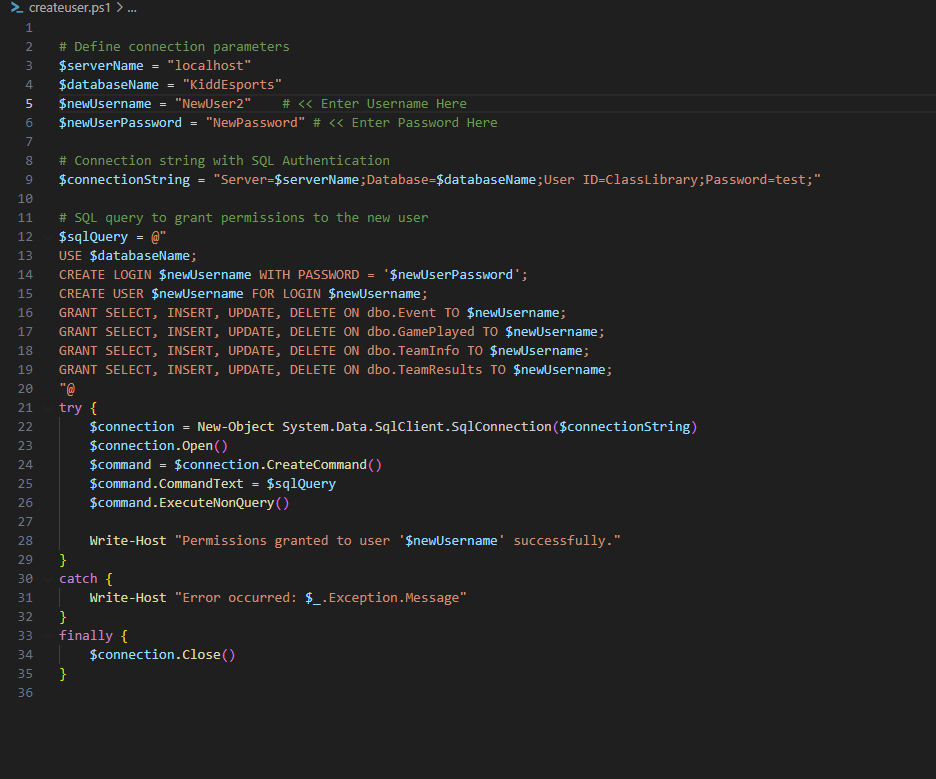 createuser.ps1 > ...
1
2 # Define connection parameters
3 $serverName = "localhost"
4 $databaseName = "KiddEsports"
5 $newUsername = "NewUser2"    # << Enter Username Here
6 $newUserPassword = "NewPassword" # << Enter Password Here
7
8 # Connection string with SQL Authentication
9 $connectionString = "Server=$serverName;Database=$databaseName;User ID=ClassLibrary;Password=test;"
10
11 # SQL query to grant permissions to the new user
12 $sqlQuery = @"
13 USE $databaseName;
14 CREATE LOGIN $newUsername WITH PASSWORD = '$newUserPassword';
15 CREATE USER $newUsername FOR LOGIN $newUsername;
16 GRANT SELECT, INSERT, UPDATE, DELETE ON dbo.Event TO $newUsername;
17 GRANT SELECT, INSERT, UPDATE, DELETE ON dbo.GamePlayed TO $newUsername;
18 GRANT SELECT, INSERT, UPDATE, DELETE ON dbo.TeamInfo TO $newUsername;
19 GRANT SELECT, INSERT, UPDATE, DELETE ON dbo.TeamResults TO $newUsername;
20 "@
21 try {
22     $connection = New-Object System.Data.SqlClient.SqlConnection($connectionString)
23     $connection.Open()
24     $command = $connection.CreateCommand()
25     $command.CommandText = $sqlQuery
26     $command.ExecuteNonQuery()
27
28     Write-Host "Permissions granted to user '$newUsername' successfully."
29 }
30 catch {
31     Write-Host "Error occurred: $_.Exception.Message"
32 }
33 finally {
34     $connection.Close()
35 }
36